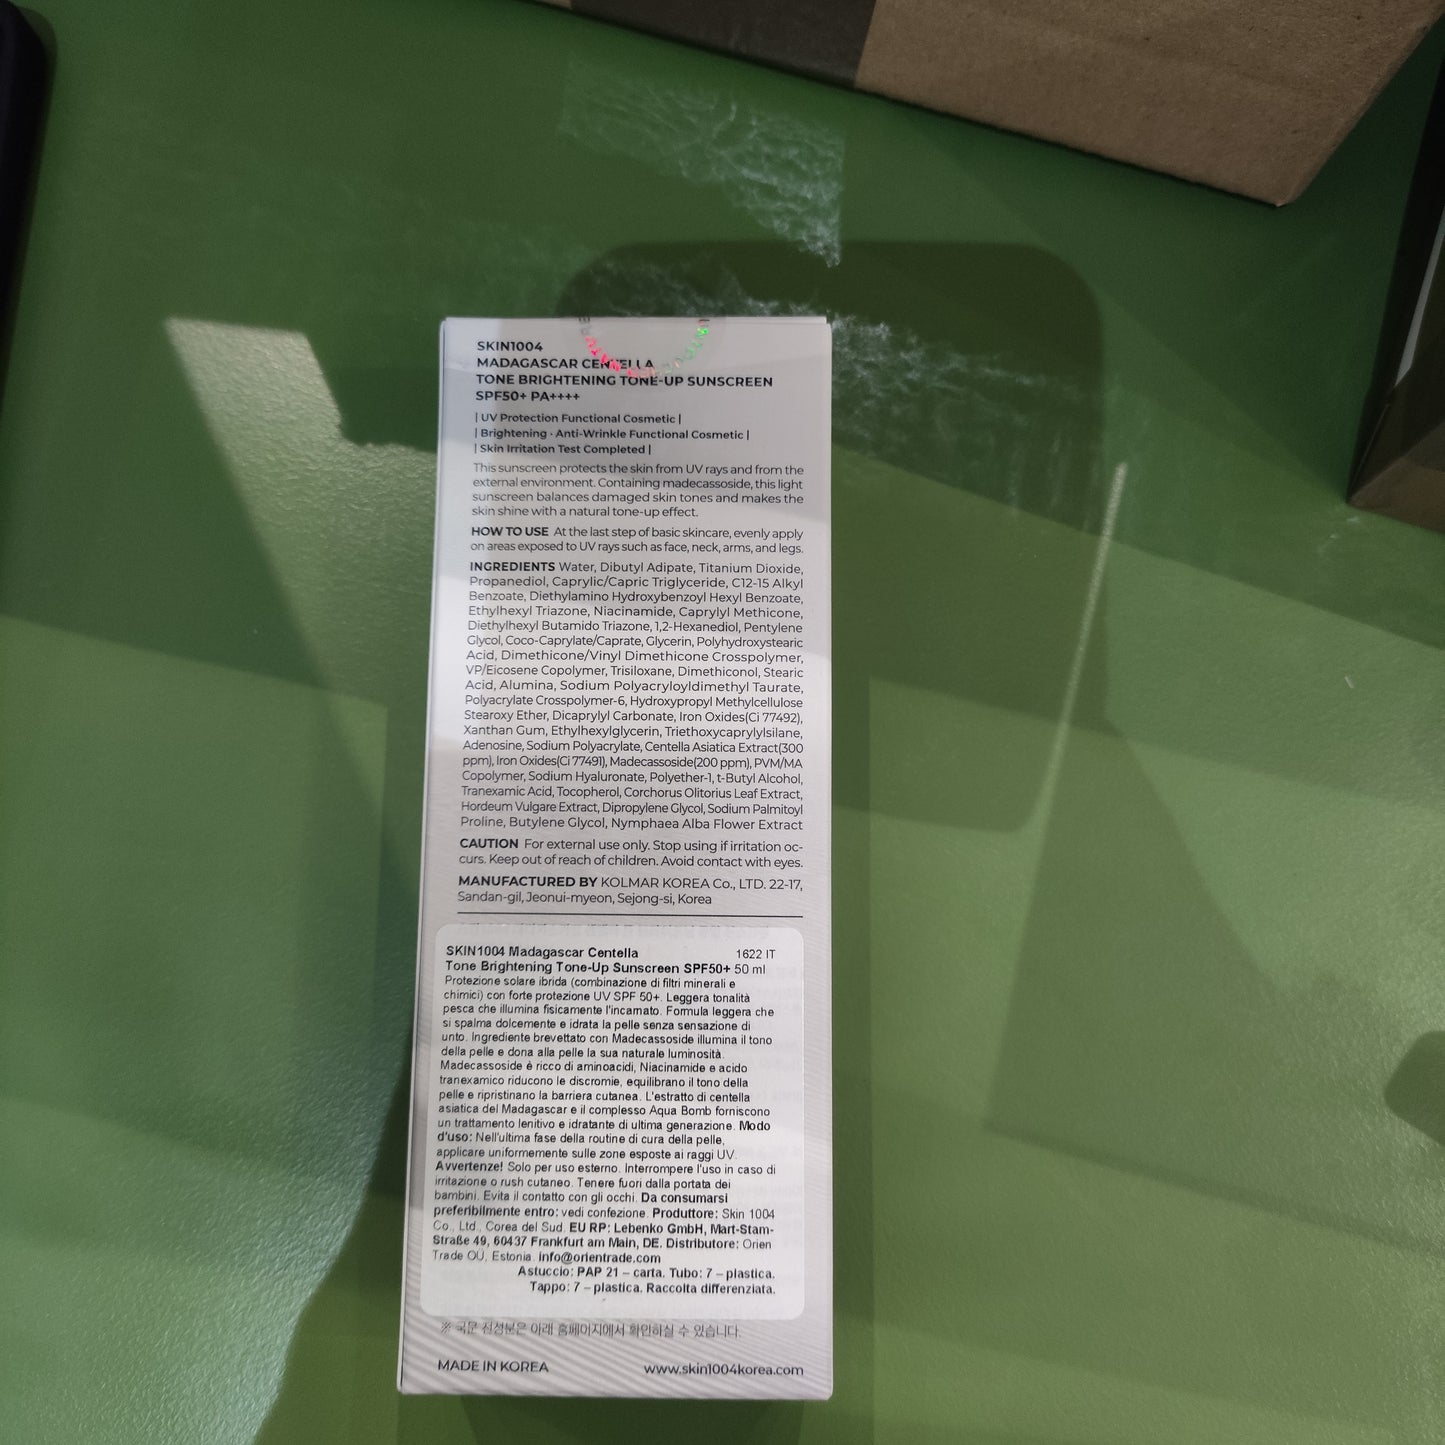 SKIN1004
MADAGASCAR CENTELLA
TONE BRIGHTENING TONE-UP SUNSCREEN
SPF50+ PA++++
| UV Protection Functional Cosmetic |
| Brightening · Anti-Wrinkle Functional Cosmetic |
| Skin Irritation Test Completed |
This sunscreen protects the skin from UV rays and from the
external environment. Containing madecassoside, this light
sunscreen balances damaged skin tones and makes the
skin shine with a natural tone-up effect.
HOW TO USE At the last step of basic skincare, evenly apply
on areas exposed to UV rays such as face, neck, arms, and legs.
INGREDIENTS Water, Dibutyl Adipate, Titanium Dioxide,
Propanediol, Caprylic/Capric Triglyceride, C12-15 Alkyl
Benzoate, Diethylamino Hydroxybenzoyl Hexyl Benzoate,
Ethylhexyl Triazone, Niacinamide, Caprylyl Methicone,
Diethylhexyl Butamido Triazone, 1,2-Hexanediol, Pentylene
Glycol, Coco-Caprylate/Caprate, Glycerin, Polyhydroxystearic
Acid, Dimethicone/Vinyl Dimethicone Crosspolymer,
VP/Eicosene Copolymer, Trisiloxane, Dimethiconol, Stearic
Acid, Alumina, Sodium Polyacryloyldimethyl Taurate,
Polyacrylate Crosspolymer-6, Hydroxypropyl Methylcellulose
Stearoxy Ether, Dicaprylyl Carbonate, Iron Oxides(Ci 77492),
Xanthan Gum, Ethylhexylglycerin, Triethoxycaprylylsilane,
Adenosine, Sodium Polyacrylate, Centella Asiatica Extract(300
ppm), Iron Oxides(Ci 77491), Madecassoside(200 ppm), PVM/MA
Copolymer, Sodium Hyaluronate, Polyether-1, t-Butyl Alcohol,
Tranexamic Acid, Tocopherol, Corchorus Olitorius Leaf Extract,
Hordeum Vulgare Extract, Dipropylene Glycol, Sodium Palmitoyl
Proline, Butylene Glycol, Nymphaea Alba Flower Extract
CAUTION For external use only. Stop using if irritation oc-
curs. Keep out of reach of children. Avoid contact with eyes.
MANUFACTURED BY KOLMAR KOREA Co., LTD. 22-17,
Sandan-gil, Jeonui-myeon, Sejong-si, Korea
SKIN1004 Madagascar Centella 1622 IT
Tone Brightening Tone-Up Sunscreen SPF50+ 50 ml
Protezione solare ibrida (combinazione di filtri minerali e
chimici) con forte protezione UV SPF 50+. Leggera tonalità
pesca che illumina fisicamente l'incarnato. Formula leggera che
si spalma dolcemente e idrata la pelle senza sensazione di
unto. Ingrediente brevettato con Madecassoside illumina il tono
della pelle e dona alla pelle la sua naturale luminosità.
Madecassoside è ricco di aminoacidi, Niacinamide e acido
tranexamico riducono le discromie, equilibrano il tono della
pelle e ripristinano la barriera cutanea. L'estratto di centella
asiatica del Madagascar e il complesso Aqua Bomb forniscono
un trattamento lenitivo e idratante di ultima generazione. Modo
d'uso: Nell'ultima fase della routine di cura della pelle,
applicare uniformemente sulle zone esposte ai raggi UV.
Avvertenze! Solo per uso esterno. Interrompere l'uso in caso di
irritazione o rush cutaneo. Tenere fuori dalla portata dei
bambini. Evita il contatto con gli occhi. Da consumarsi
preferibilmente entro: vedi confezione. Produttore: Skin 1004
Co., Ltd., Corea del Sud. EU RP: Lebenko GmbH, Mart-Stam-
Straße 49, 60437 Frankfurt am Main, DE. Distributore: Orien
Trade OÜ, Estonia. info@orientrade.com
Astuccio: PAP 21 – carta. Tubo: 7 – plastica.
Tappo: 7 – plastica. Raccolta differenziata.
※ 국문 전성분은 아래 홈페이지에서 확인하실 수 있습니다.
MADE IN KOREA www.skin1004korea.com